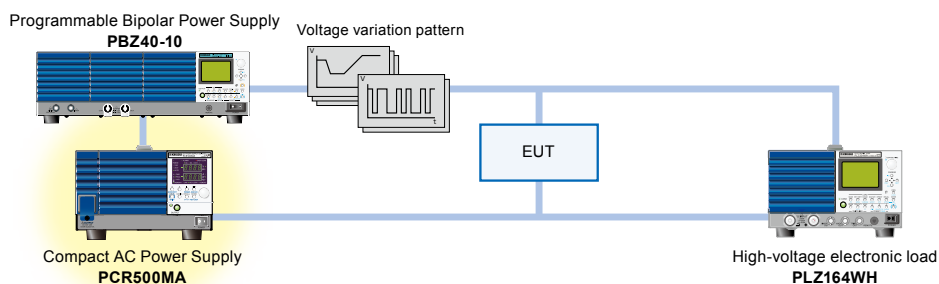 Programmable Bipolar Power Supply
PBZ40-10
Voltage variation pattern
V
V
t
EUT
Compact AC Power Supply
PCR500MA
High-voltage electronic load
PLZ164WH